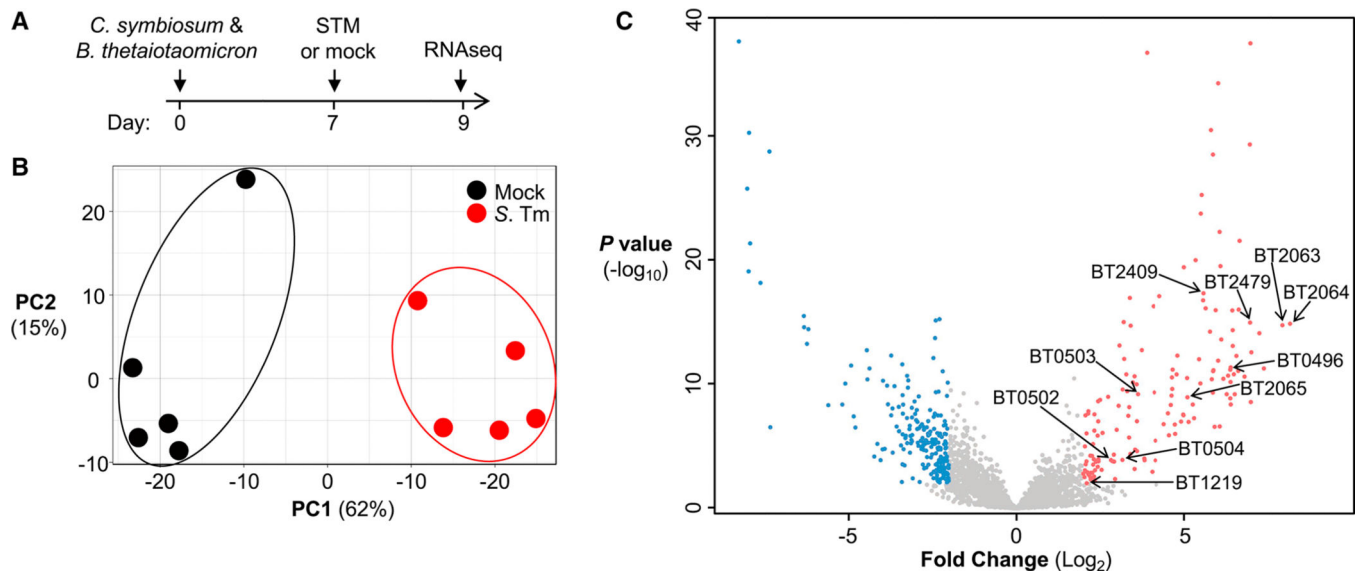 A
C. symbiosum &
B. thetaiotaomicron
STM
or mock
RNAseq
Day:
0
7
9
B
Mock
S. Tm
20
10
0
-10
PC2
(15%)
-20
-10
0
-10
-20
PC1 (62%)
C
40
30
20
10
0
P value
(-log10)
BT2409
BT2479
BT2063
BT2064
BT0503
BT0496
BT2065
BT0502
BT0504
BT1219
-5
0
5
Fold Change (Log2)